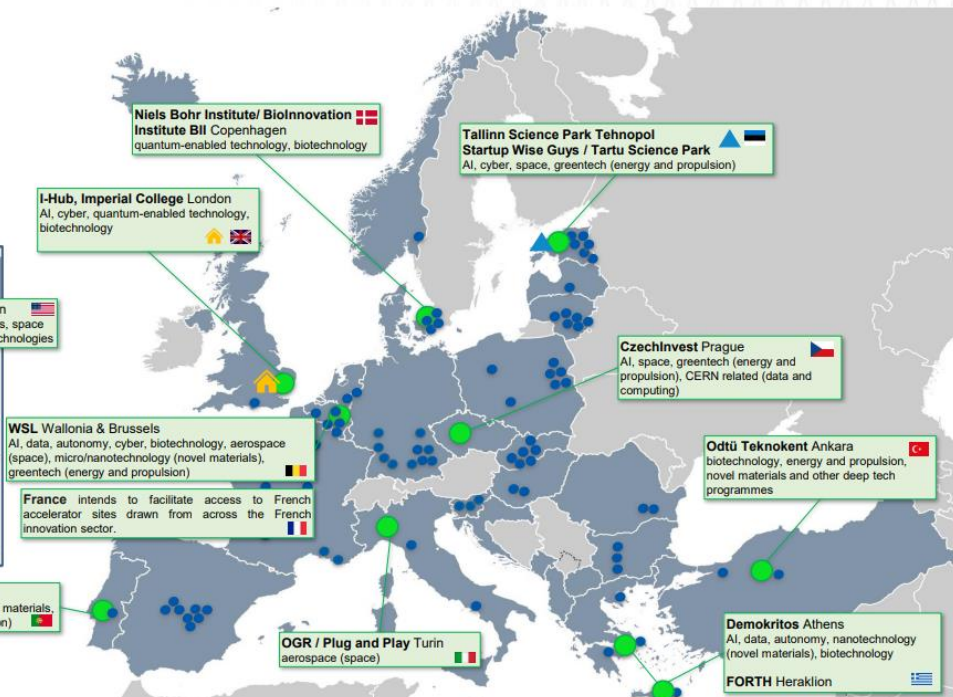 Niels Bohr Institute/ BioInnovation
Institute BII Copenhagen
quantum-enabled technology, biotechnology
Tallinn Science Park Tehnopol
Startup Wise Guys / Tartu Science Park
AI, cyber, space, greentech (energy and propulsion)
I-Hub, Imperial College London
AI, cyber, quantum-enabled technology,
biotechnology
n
s, space
chnologies
CzechInvest Prague
AI, space, greentech (energy and
propulsion), CERN related (data and
computing)
WSL Wallonia & Brussels
AI, data, autonomy, cyber, biotechnology, aerospace
(space), micro/nanotechnology (novel materials),
greentech (energy and propulsion)
Odtü Teknokent Ankara
biotechnology, energy and propulsion,
novel materials and other deep tech
programmes
France intends to facilitate access to French
accelerator sites drawn from across the French
innovation sector.
materials,
n)
OGR / Plug and Play Turin
aerospace (space)
Demokritos Athens
AI, data, autonomy, nanotechnology
(novel materials), biotechnology
FORTH Heraklion